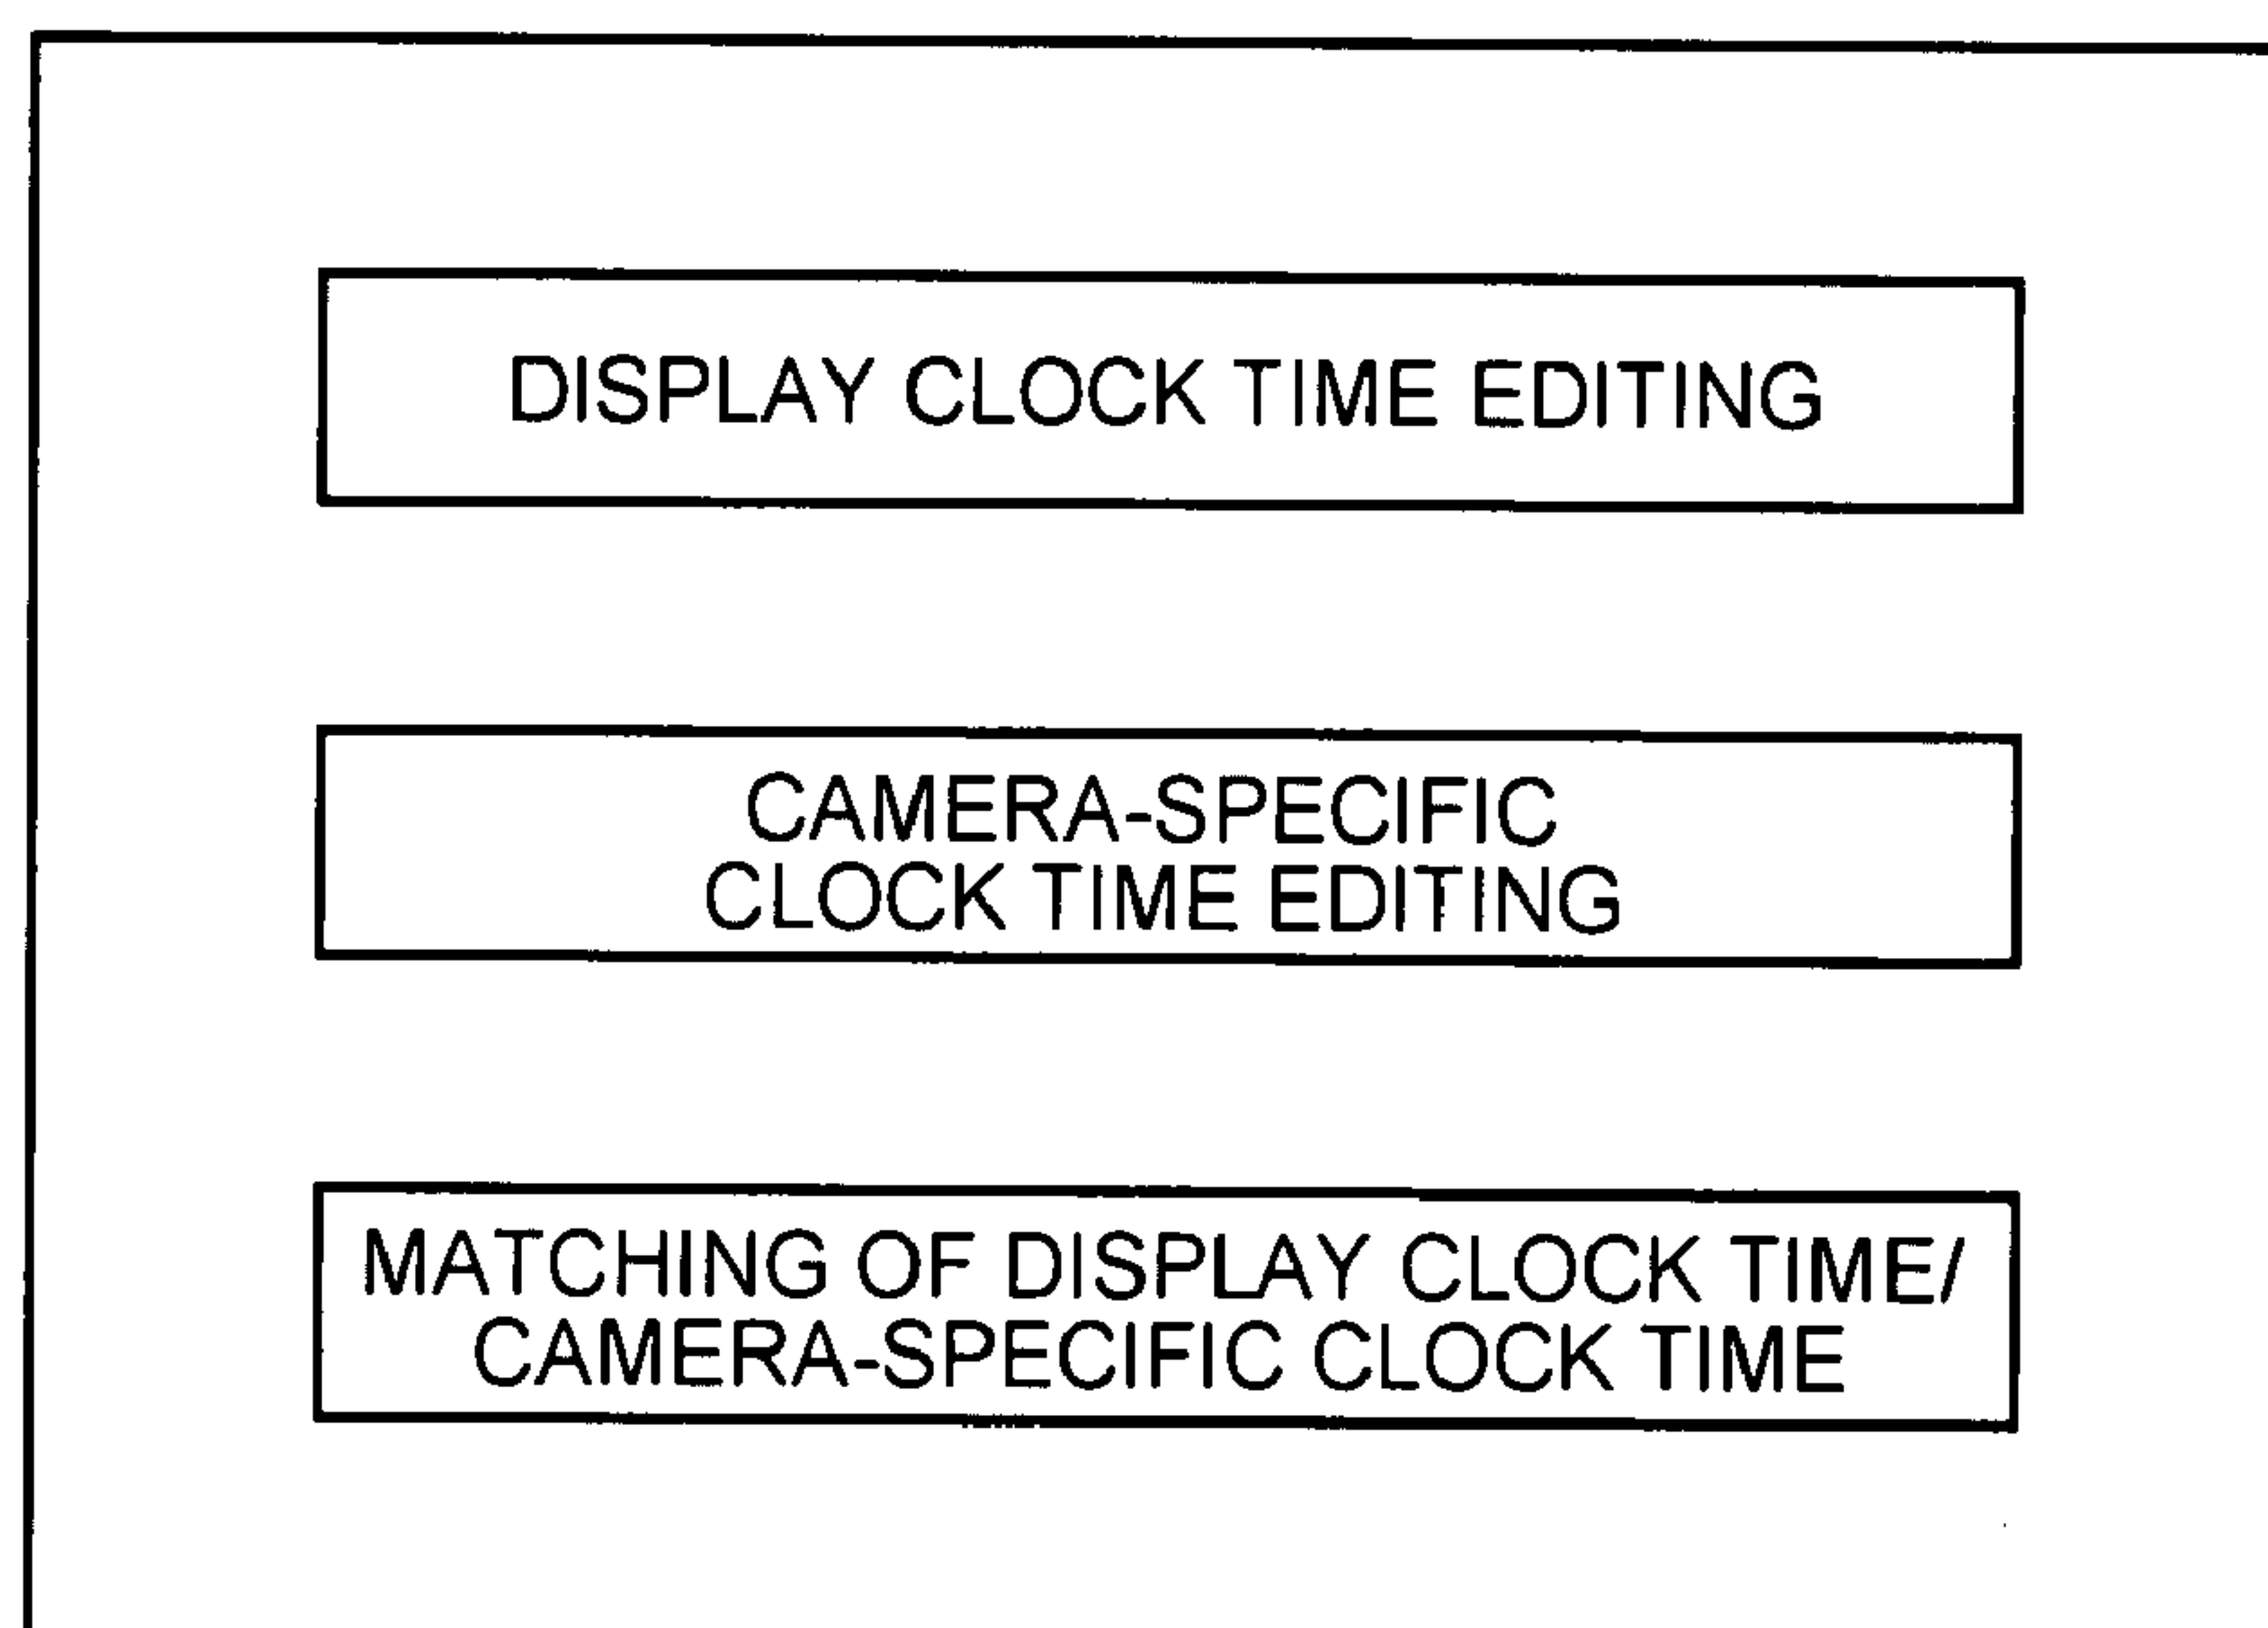 DISPLAY CLOCK TIME EDITING
CAMERA-SPECIFIC
CLOCK TIME EDITING
MATCHING OF DISPLAY CLOCK TIME/
CAMERA-SPECIFIC CLOCK TIME